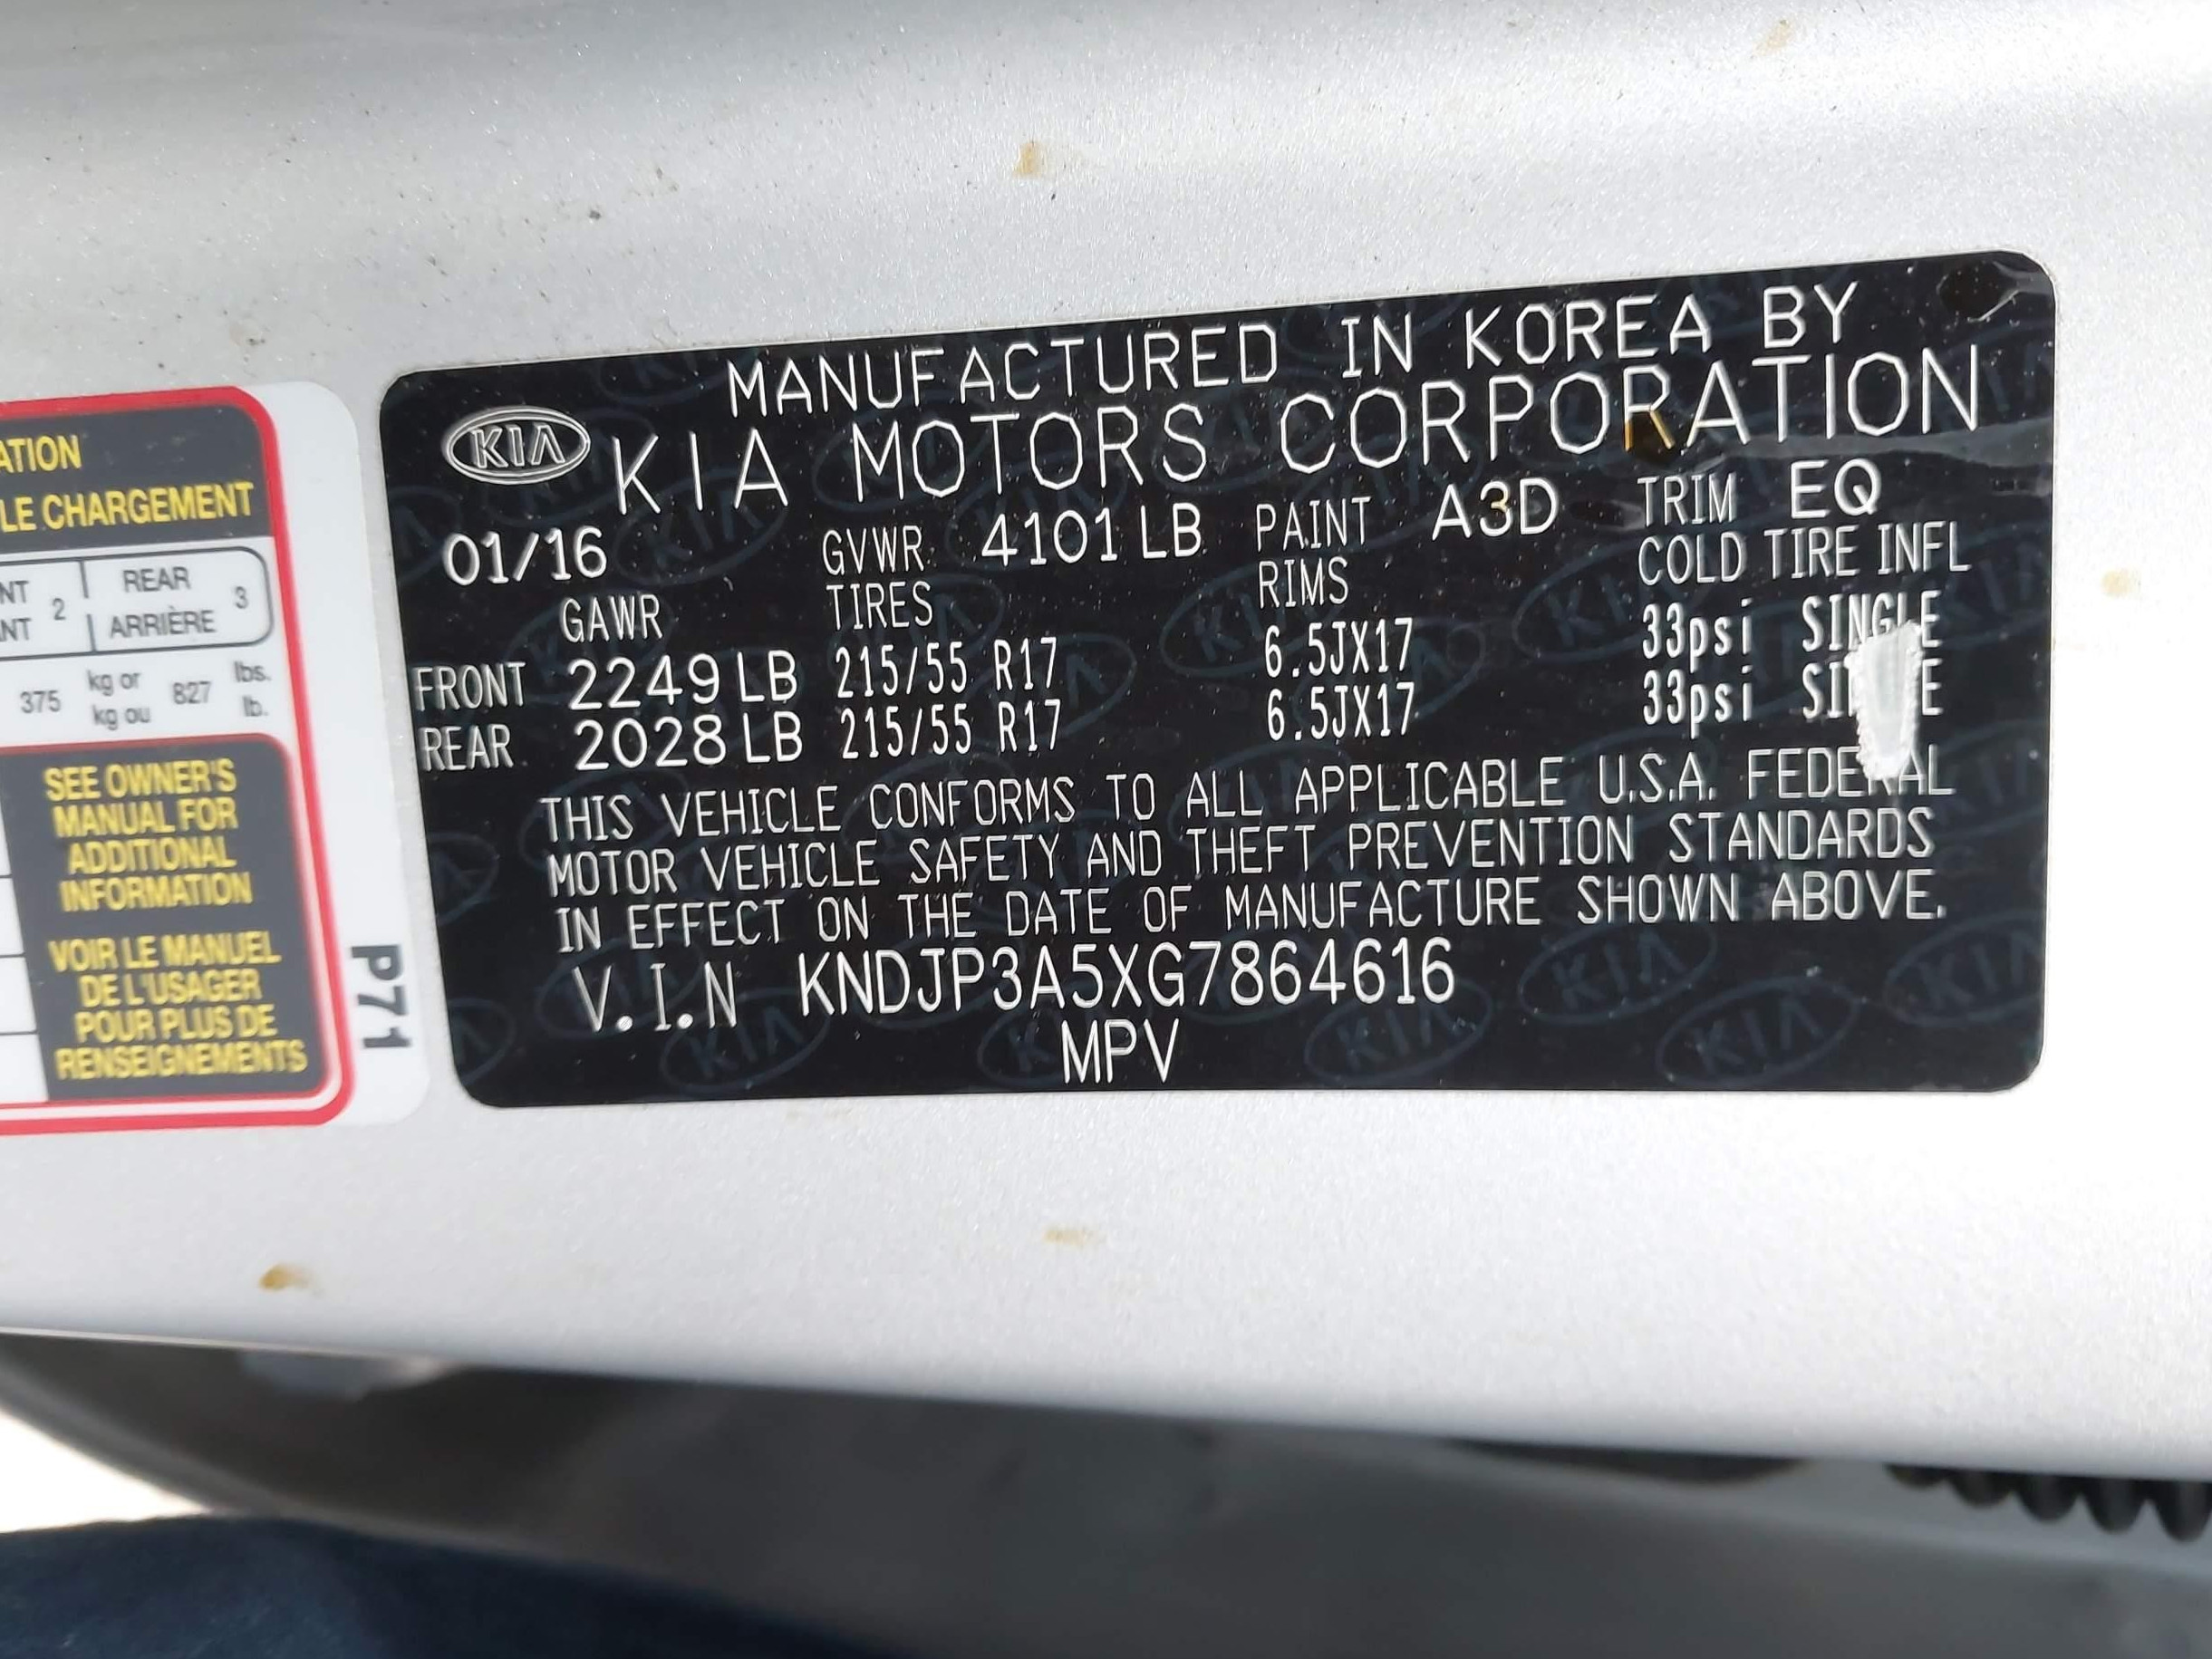 MANUFACTURED IN KOREA BY
KIA KIA MOTORS CORPORATION
01/16 GVWR 4101 LB PAINT A3D TRIM EQ
GAWR TIRES RIMS COLD TIRE INFL
FRONT 2249 LB 215/55 R17 6.5JX17 33psi SINGLE
REAR 2028 LB 215/55 R17 6.5JX17 33psi SINGLE
THIS VEHICLE CONFORMS TO ALL APPLICABLE U.S.A. FEDERAL
MOTOR VEHICLE SAFETY AND THEFT PREVENTION STANDARDS
IN EFFECT ON THE DATE OF MANUFACTURE SHOWN ABOVE.
V.I.N KNDJP3A5XG7864616
MPV
ATION
LE CHARGEMENT
NT 2 REAR 3
NT ARRIÈRE
375 kg or 827 lbs.
kg ou lb.
SEE OWNER'S
MANUAL FOR
ADDITIONAL
INFORMATION
VOIR LE MANUEL
DE L'USAGER
POUR PLUS DE
RENSEIGNEMENTS
P71